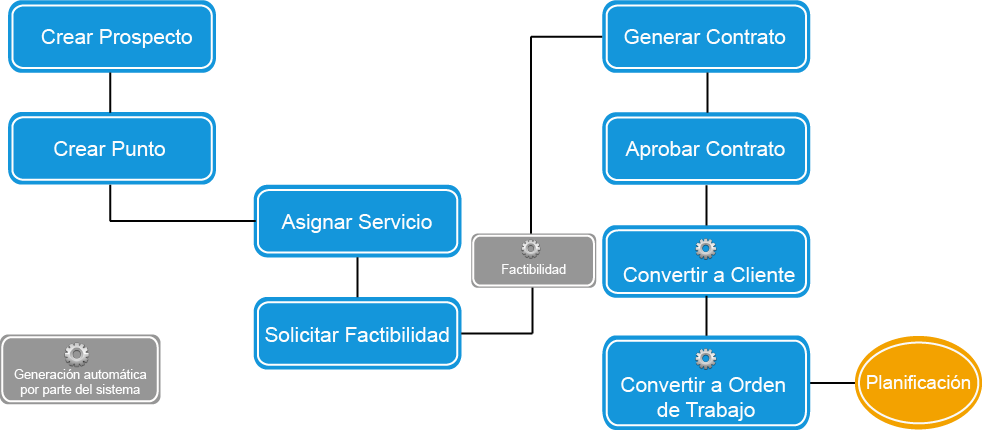 Crear Prospecto
Crear Punto
Asignar Servicio
Solicitar Factibilidad
Factibilidad
Generar Contrato
Aprobar Contrato
Convertir a Cliente
Convertir a Orden
de Trabajo
Planificación
Generación automática
por parte del sistema